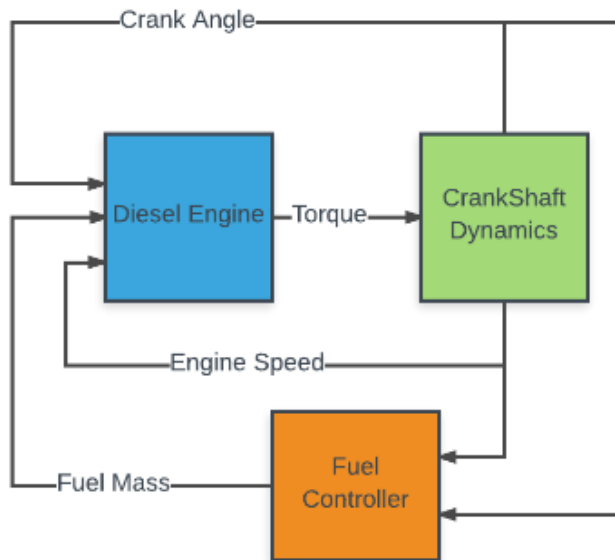 Crank Angle
Diesel Engine
Torque
CrankShaft
Dynamics
Engine Speed
Fuel Mass
Fuel
Controller